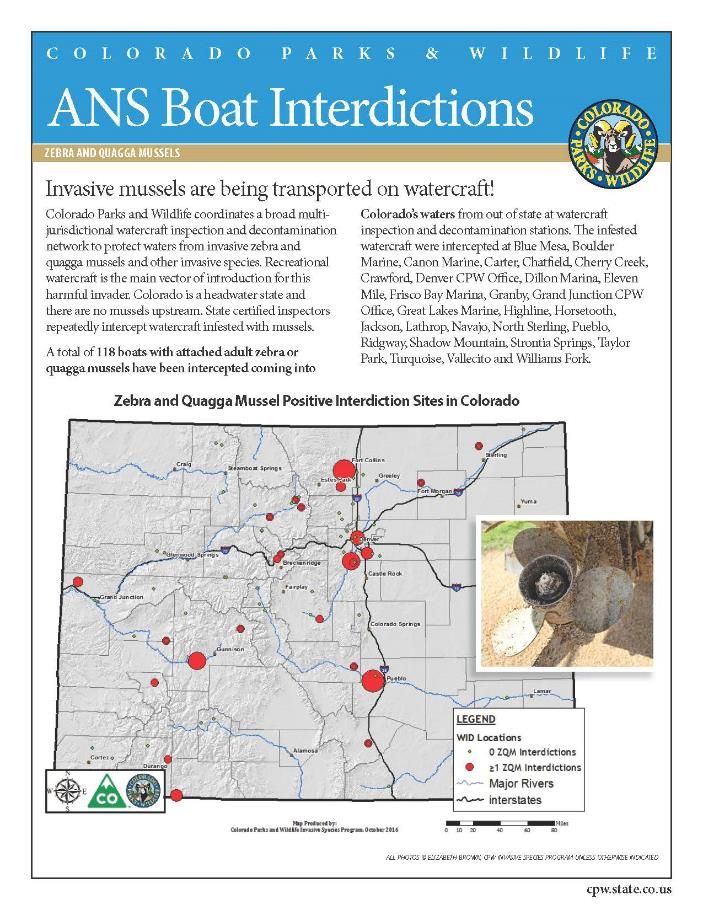 COLORADO PARKS & WILDLIFE
ANS Boat Interdictions
COLORADO
PARKS • WILDLIFE
ZEBRA AND QUAGGA MUSSELS
Invasive mussels are being transported on watercraft!
Colorado Parks and Wildlife coordinates a broad multi-
jurisdictional watercraft inspection and decontamination
network to protect waters from invasive zebra and
quagga mussels and other invasive species. Recreational
watercraft is the main vector of introduction for this
harmful invader. Colorado is a headwater state and
there are no mussels upstream. State certified inspectors
repeatedly intercept watercraft infested with mussels.
A total of 118 boats with attached adult zebra or
quagga mussels have been intercepted coming into
Colorado's waters from out of state at watercraft
inspection and decontamination stations. The infested
watercraft were intercepted at Blue Mesa, Boulder
Marine, Canon Marine, Carter, Chatfield, Cherry Creek,
Crawford, Denver CPW Office, Dillon Marina, Eleven
Mile, Frisco Bay Marina, Granby, Grand Junction CPW
Office, Great Lakes Marine, Highline, Horsetooth,
Jackson, Lathrop, Navajo, North Sterling, Pueblo,
Ridgway, Shadow Mountain, Strontia Springs, Taylor
Park, Turquoise, Vallecito and Williams Fork.
Zebra and Quagga Mussel Positive Interdiction Sites in Colorado
Craig
Steamboat Springs
Fort Collins
Estes Park
Greeley
Sterling
Fort Morgan
Yuma
Glenwood Springs
Breckenridge
Denver
Castle Rock
Fairplay
Grand Junction
Colorado Springs
Gunnison
Pueblo
Lamar
Alamosa
Cortez
Durango
N
W
E
S
CO
LEGEND
WID Locations
0 ZQM Interdictions
≥1 ZQM Interdictions
Major Rivers
interstates
Map Produced by:
Colorado Parks and Wildlife Invasive Species Program. October 2016
0 10 20 40 60 80 Miles
ALL PHOTOS © ELIZABETH BROWN, CPW INVASIVE SPECIES PROGRAM UNLESS OTHERWISE INDICATED
cpw.state.co.us